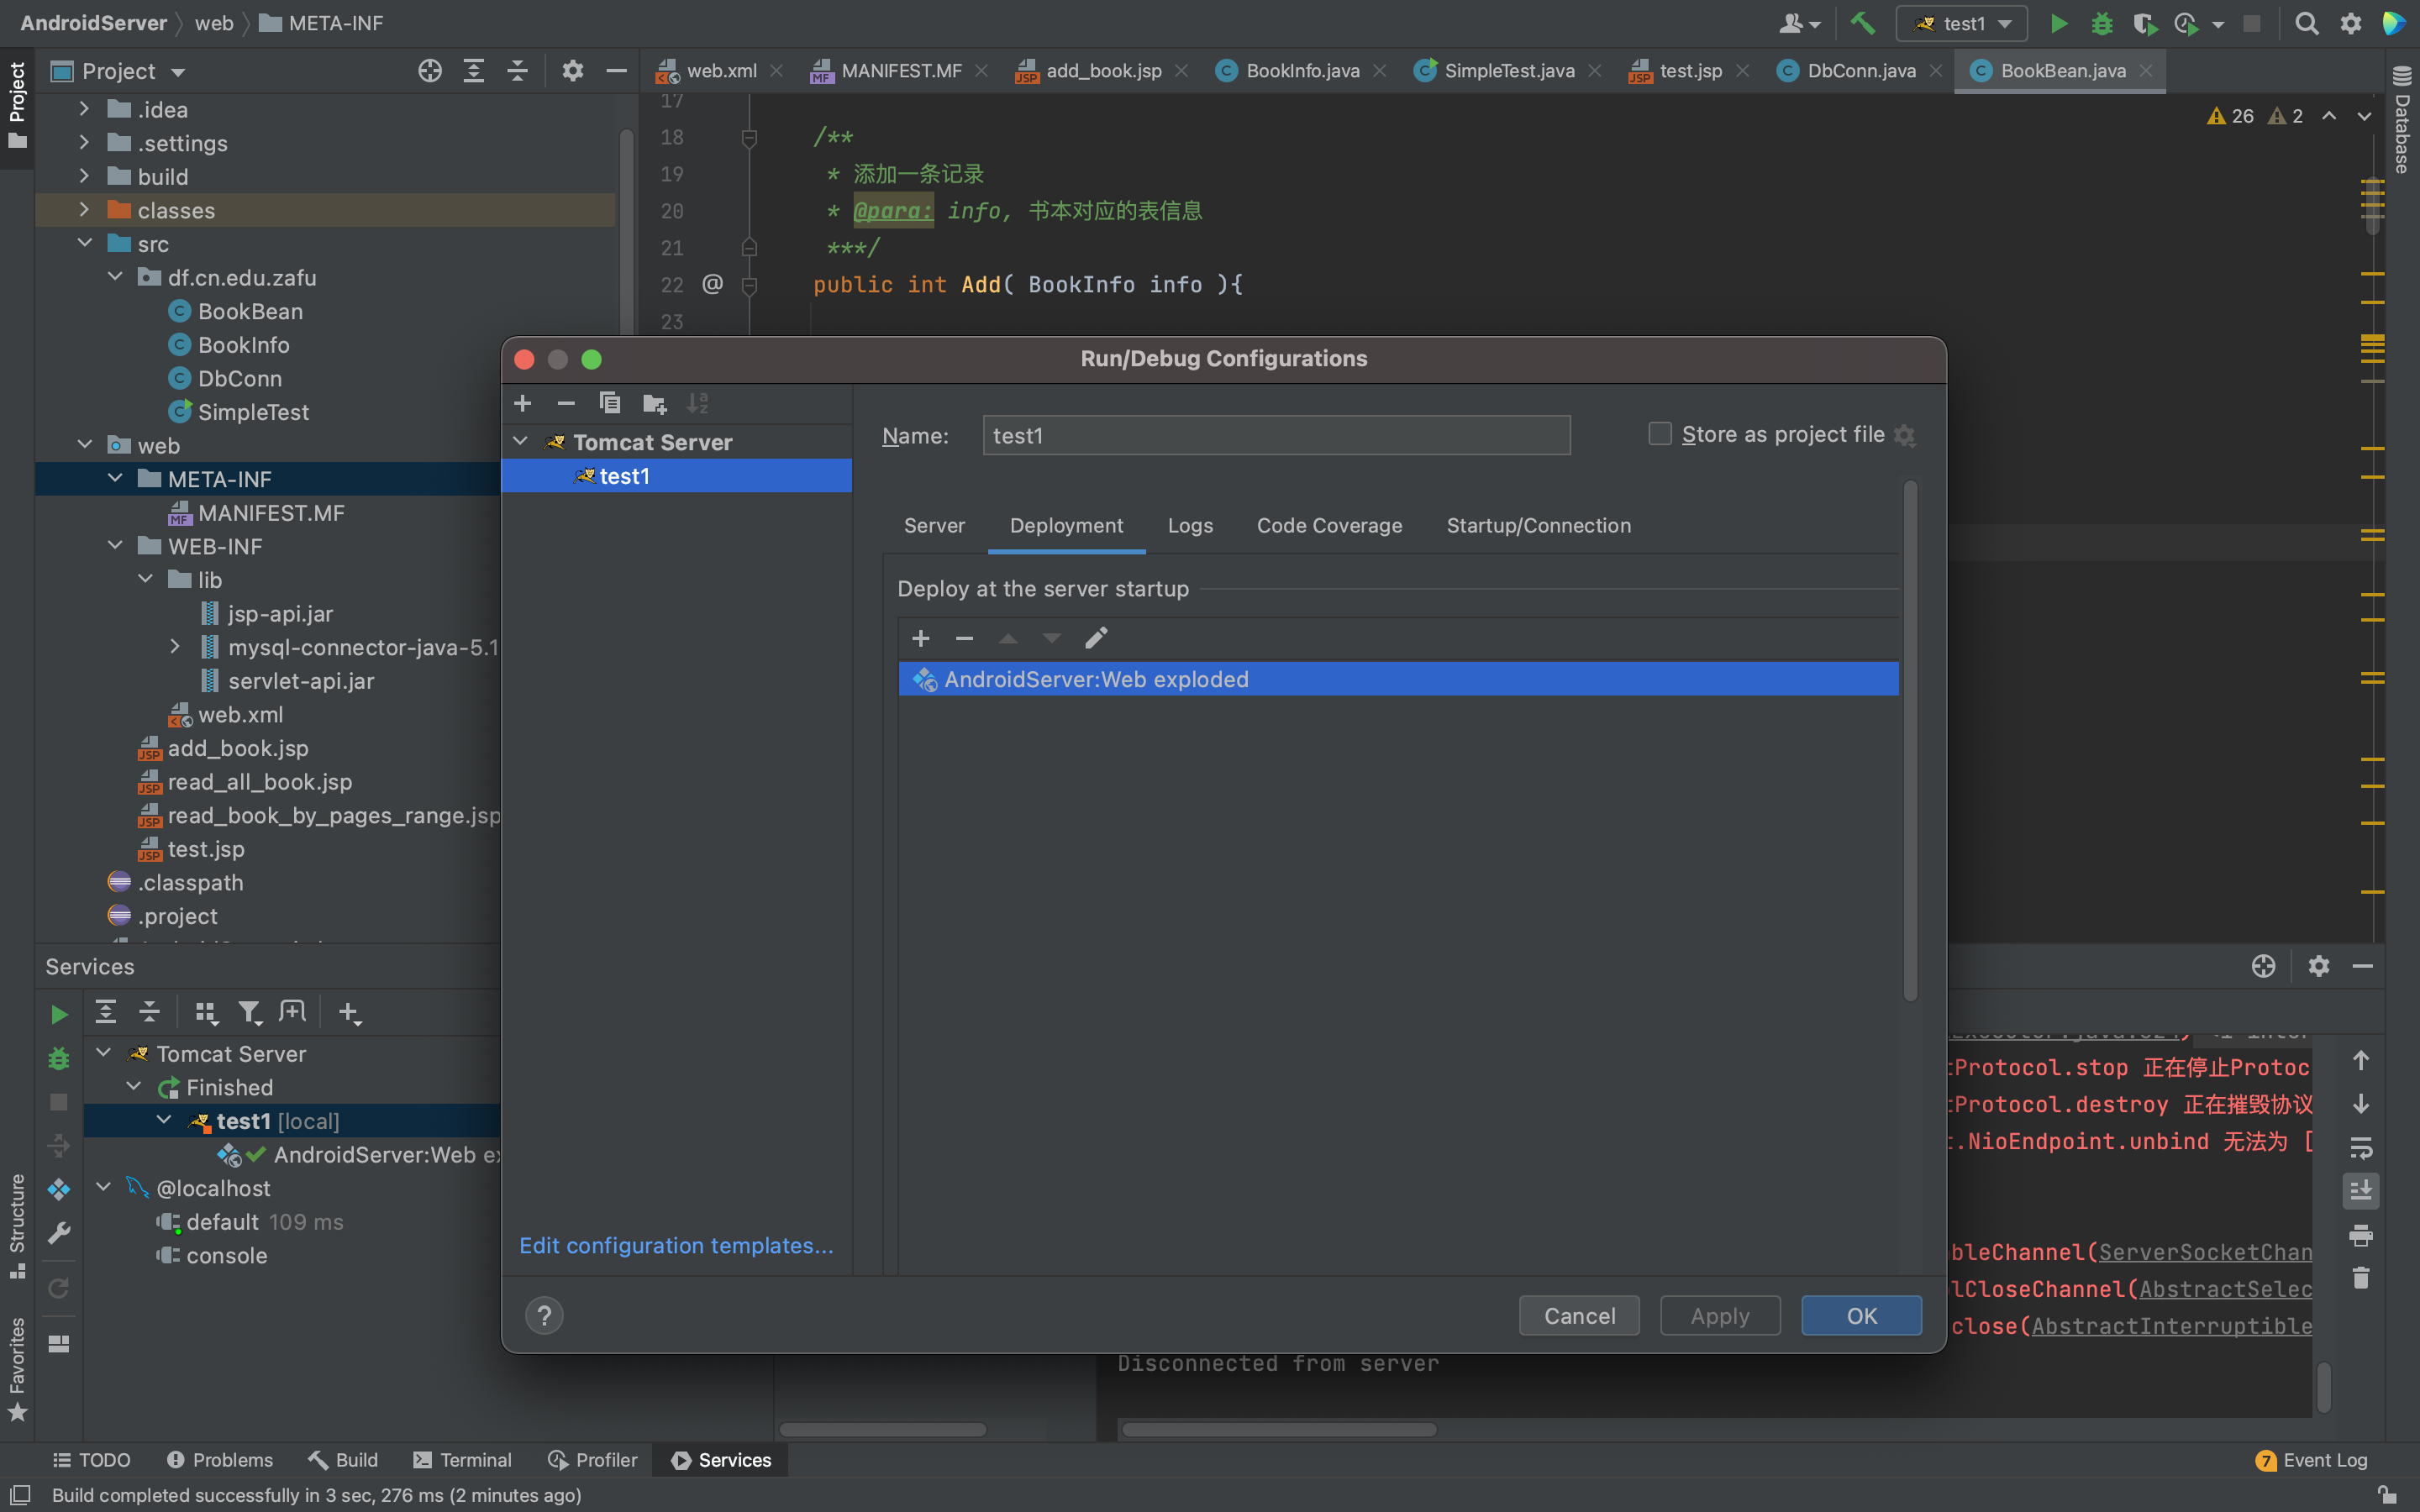 AndroidServer
web
META-INF
test1
Project
Project
web.xml
MANIFEST.MF
add_book.jsp
BookInfo.java
SimpleTest.java
test.jsp
DbConn.java
BookBean.java
Database
.idea
.settings
build
classes
src
df.cn.edu.zafu
BookBean
BookInfo
DbConn
SimpleTest
web
META-INF
MANIFEST.MF
WEB-INF
lib
jsp-api.jar
mysql-connector-java-5.1
servlet-api.jar
web.xml
add_book.jsp
read_all_book.jsp
read_book_by_pages_range.jsp
test.jsp
.classpath
.project
26
2
17
18 /**
19 * 添加一条记录
20 * @para: info, 书本对应的表信息
21 ***/
22 @ public int Add( BookInfo info ){
23
Run/Debug Configurations
Tomcat Server
test1
Name:
test1
Store as project file
Server
Deployment
Logs
Code Coverage
Startup/Connection
Deploy at the server startup
AndroidServer:Web exploded
Edit configuration templates...
?
Cancel
Apply
OK
Services
Tomcat Server
Finished
test1 [local]
AndroidServer:Web ex
@localhost
default 109 ms
console
Protocol.stop 正在停止Protoc
Protocol.destroy 正在摧毁协议
.NioEndpoint.unbind 无法为 [
bleChannel(ServerSocketChan
lCloseChannel(AbstractSelec
close(AbstractInterruptible
Disconnected from server
Structure
Favorites
TODO
Problems
Build
Terminal
Profiler
Services
7 Event Log
Build completed successfully in 3 sec, 276 ms (2 minutes ago)